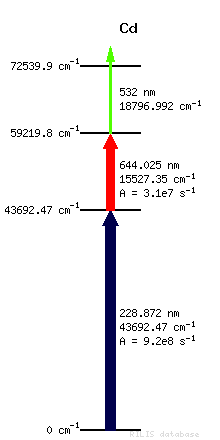 Cd
72539.9 cm⁻¹
532 nm
18796.992 cm⁻¹
59219.8 cm⁻¹
644.025 nm
15527.35 cm⁻¹
A = 3.1e7 s⁻¹
43692.47 cm⁻¹
228.872 nm
43692.47 cm⁻¹
A = 9.2e8 s⁻¹
0 cm⁻¹
RILIS database